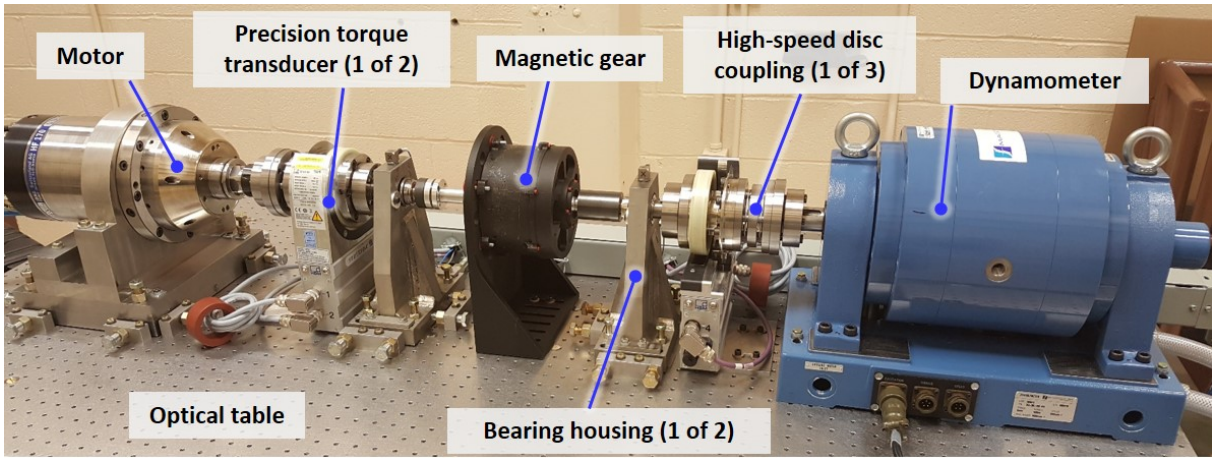 Motor
Precision torque
transducer (1 of 2)
Magnetic gear
High-speed disc
coupling (1 of 3)
Dynamometer
Optical table
Bearing housing (1 of 2)